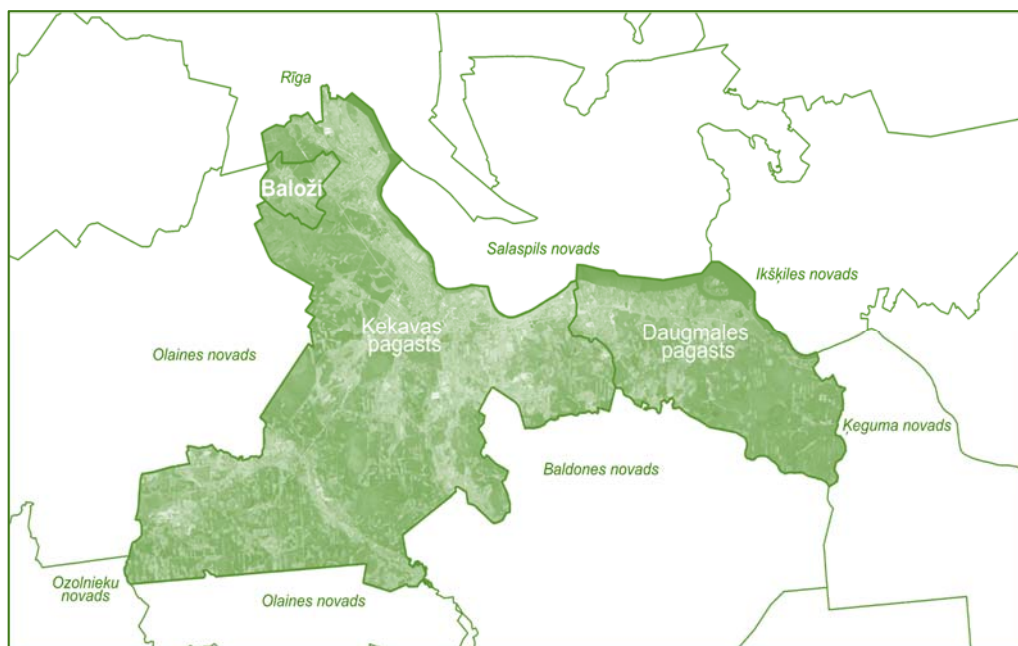 Rīga
Baloži
Salaspils novads
Ikšķiles novads
Ķekavas
pagasts
Daugmales
pagasts
Olaines novads
Ķeguma novads
Baldones novads
Ozolnieku
novads
Olaines novads